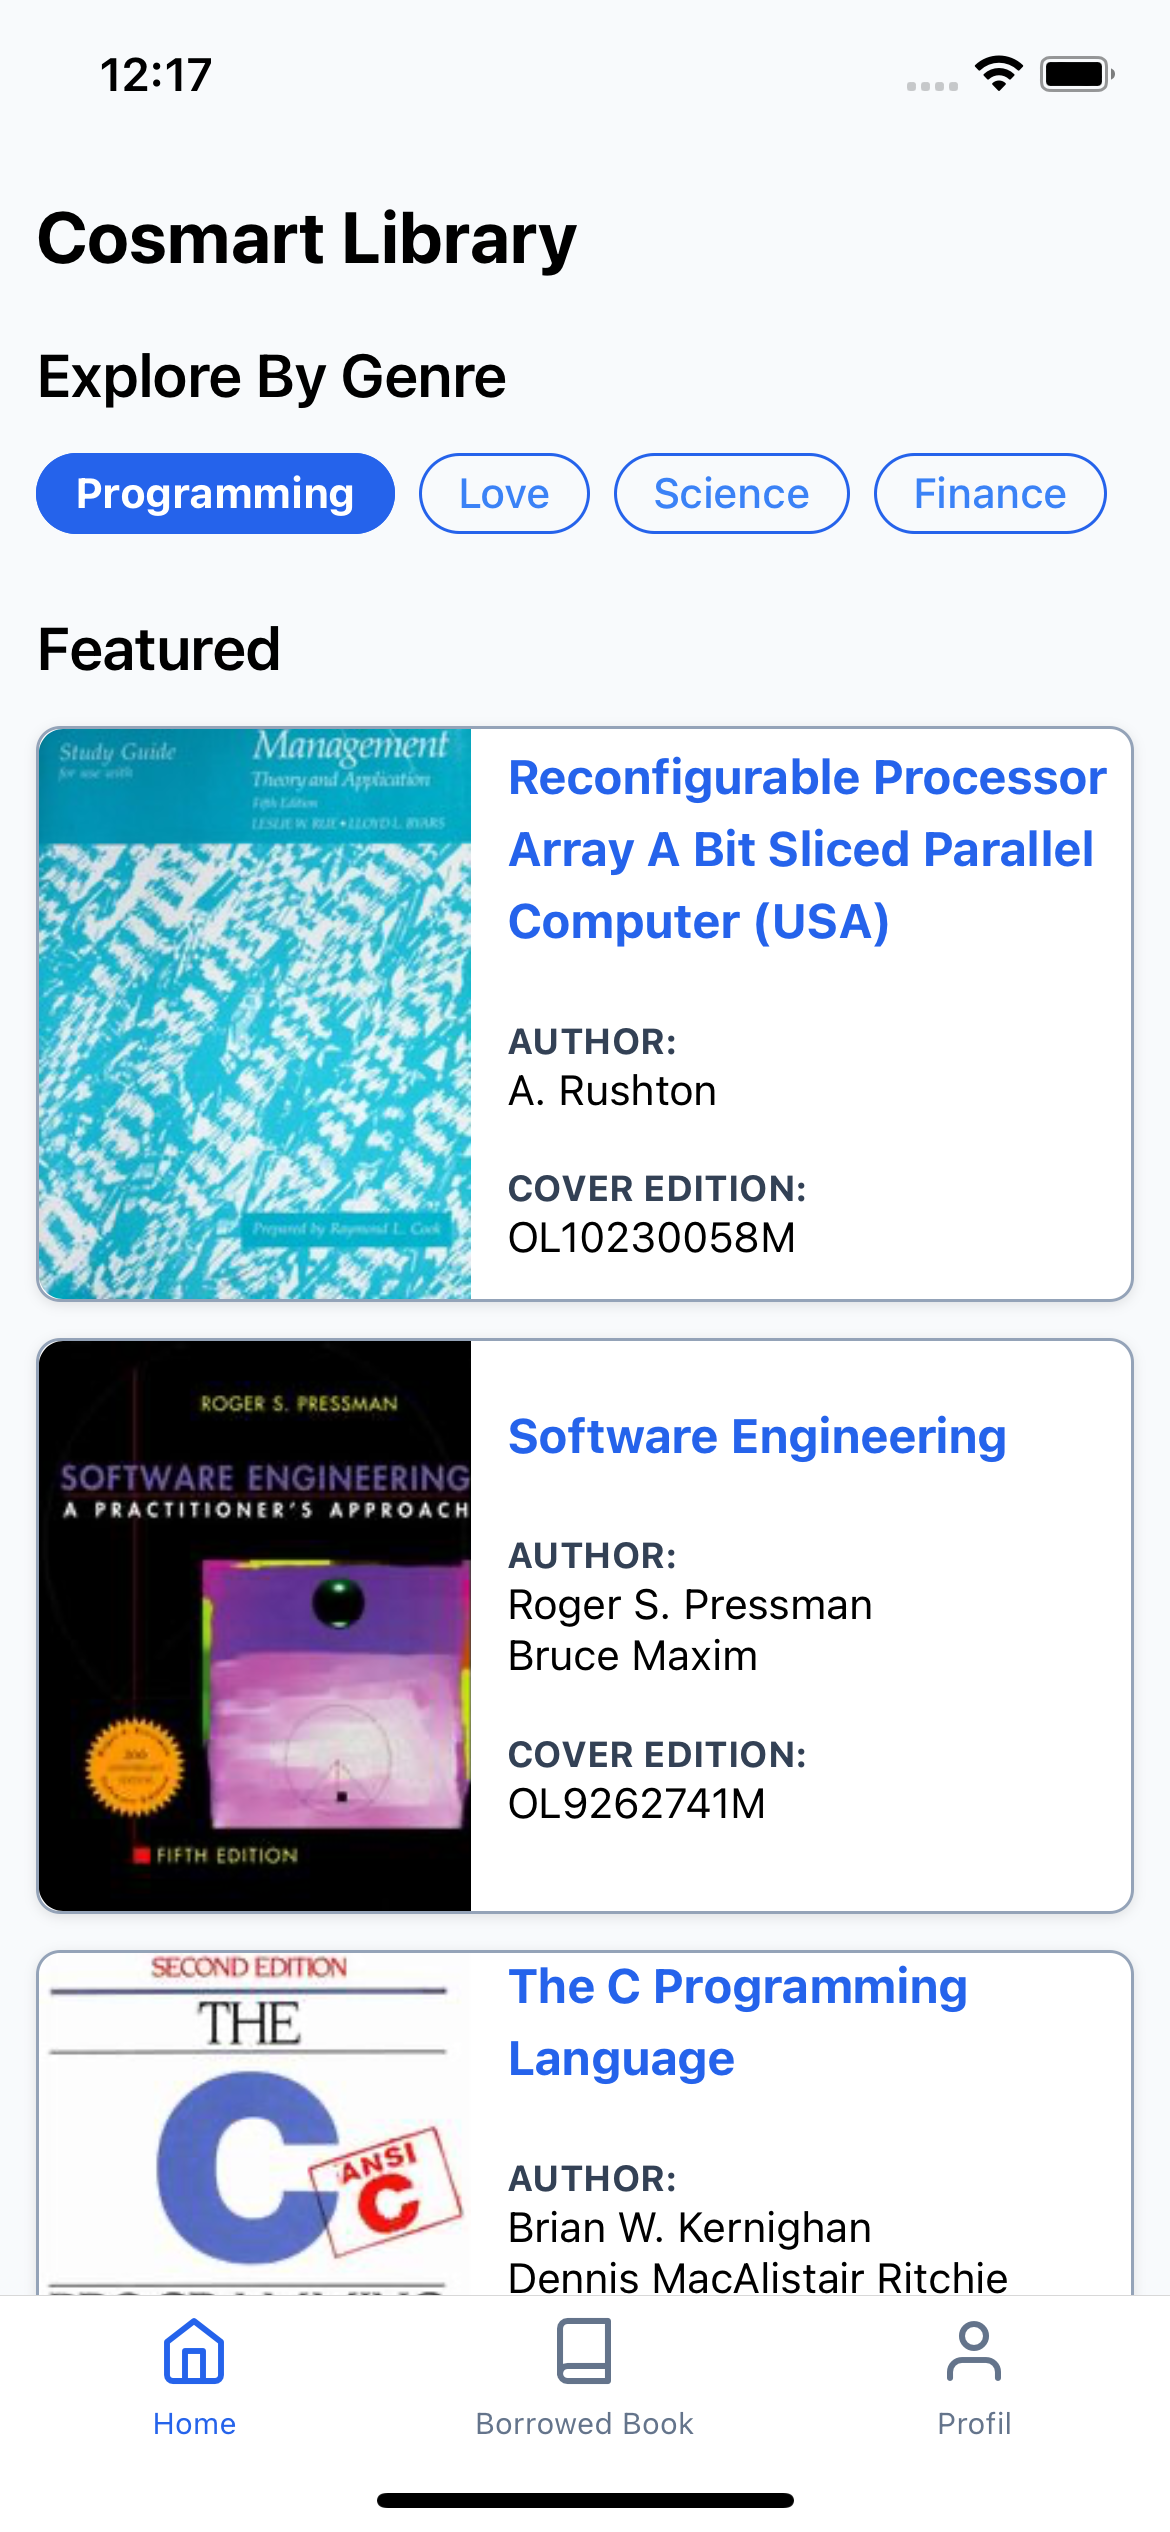 12:17
Cosmart Library
Explore By Genre
Programming
Love
Science
Finance
Featured
Study Guide
for use with
Management
Theory and Application
Fifth Edition
LESLIE W. RUE • LLOYD L. BYARS
Prepared by Raymond L. Cook
Reconfigurable Processor
Array A Bit Sliced Parallel
Computer (USA)
AUTHOR:
A. Rushton
COVER EDITION:
OL10230058M
ROGER S. PRESSMAN
SOFTWARE ENGINEERING
A PRACTITIONER'S APPROACH
FIFTH EDITION
Software Engineering
AUTHOR:
Roger S. Pressman
Bruce Maxim
COVER EDITION:
OL9262741M
SECOND EDITION
THE
C
ANSI
C
PROGRAMMING
The C Programming
Language
AUTHOR:
Brian W. Kernighan
Dennis MacAlistair Ritchie
Home
Borrowed Book
Profil